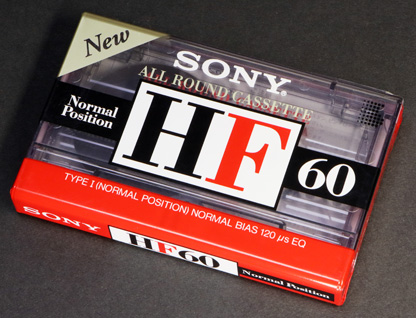 New
SONY
ALL ROUND CASSETTE
Normal
Position
HF
60
TYPE I (NORMAL POSITION) NORMAL BIAS 120 μs EQ
SONY
HF60
Normal Position